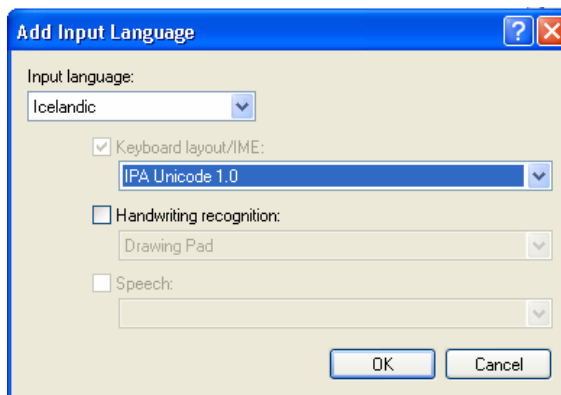 Add Input Language
Input language:
Icelandic
Keyboard layout/IME:
IPA Unicode 1.0
Handwriting recognition:
Drawing Pad
Speech:
OK Cancel